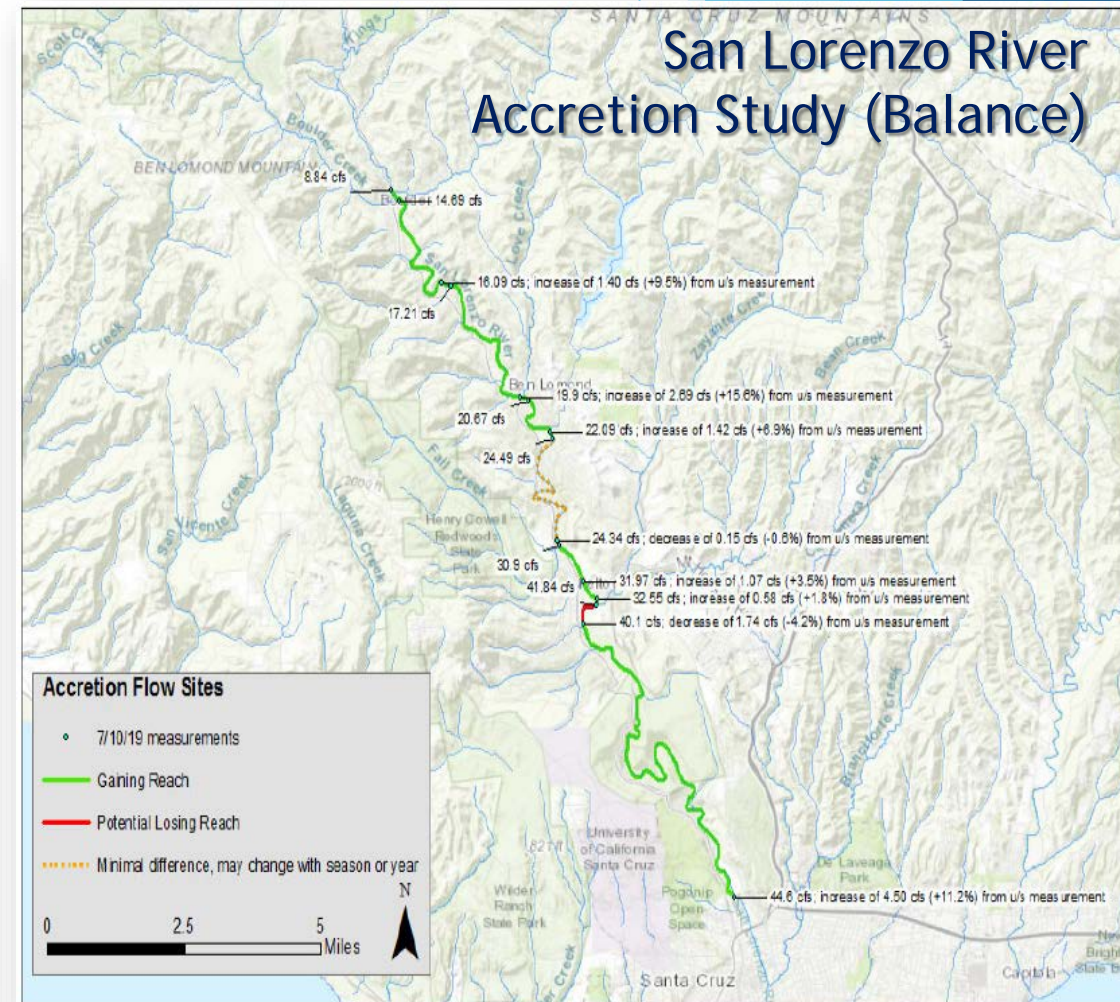 SANTA CRUZ MOUNTAINS
San Lorenzo River
Accretion Study (Balance)
Scott Creek
Kings
Boulder Creek
BEN LOMOND MOUNTAIN
8.84 cfs
14.69 cfs
Love Creek
San Lorenzo River
16.09 cfs; increase of 1.40 cfs (+9.5%) from u/s measurement
17.21 cfs
Zayante Creek
Bean Creek
Big Creek
Ben Lomond
19.9 cfs; increase of 2.69 cfs (+15.6%) from u/s measurement
20.67 cfs
22.09 cfs; increase of 1.42 cfs (+6.9%) from u/s measurement
24.49 cfs
Fall Creek
2000 ft
Laguna Creek
San Vicente Creek
Henry Cowell
Redwoods
State
Park
24.34 cfs; decrease of 0.15 cfs (-0.6%) from u/s measurement
30.9 cfs
31.97 cfs; increase of 1.07 cfs (+3.5%) from u/s measurement
41.84 cfs
32.55 cfs; increase of 0.58 cfs (+1.8%) from u/s measurement
40.1 cfs; decrease of 1.74 cfs (-4.2%) from u/s measurement
Branciforte Creek
Accretion Flow Sites
7/10/19 measurements
Gaining Reach
Potential Losing Reach
Minimal difference, may change with season or year
N
0 2.5 5
Miles
University
of California
Santa Cruz
821 ft
De Laveaga
Park
Wilder
Ranch
State Park
Pogonip
Open
Space
44.6 cfs; increase of 4.50 cfs (+11.2%) from u/s measurement
Santa Cruz
Capitola